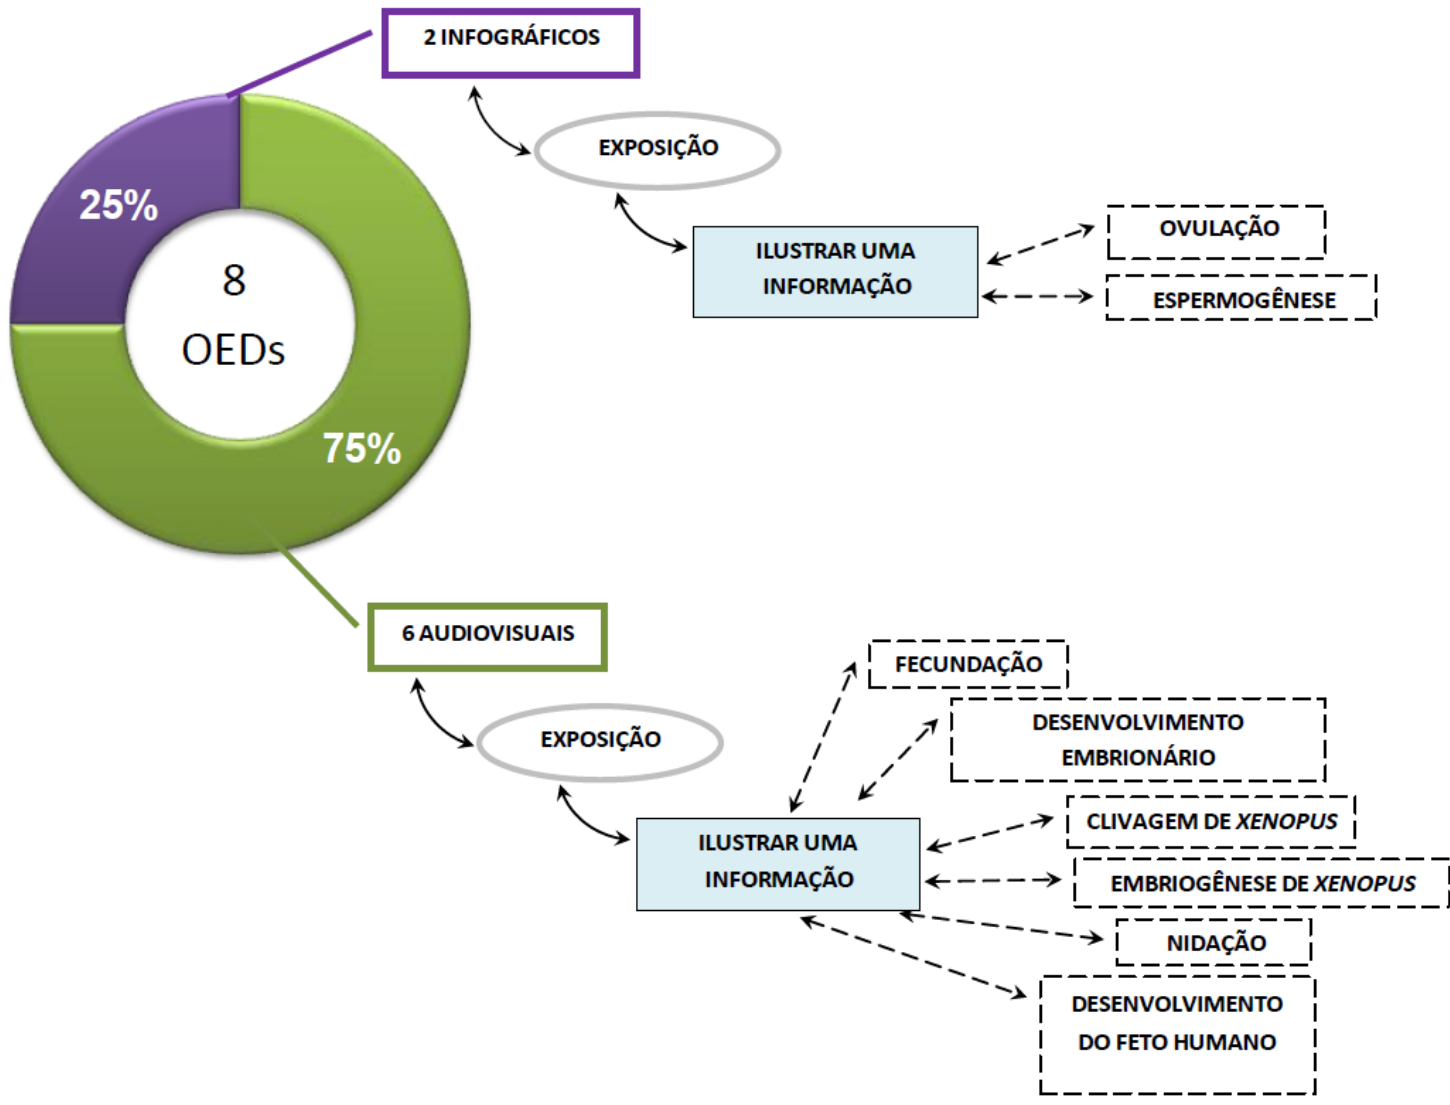 2 INFOGRÁFICOS
EXPOSIÇÃO
ILUSTRAR UMA
INFORMAÇÃO
OVULAÇÃO
ESPERMOGÊNESE
25%
8
OEDs
75%
6 AUDIOVISUAIS
EXPOSIÇÃO
ILUSTRAR UMA
INFORMAÇÃO
FECUNDAÇÃO
DESENVOLVIMENTO
EMBRIONÁRIO
CLIVAGEM DE XENOPUS
EMBRIOGÊNESE DE XENOPUS
NIDAÇÃO
DESENVOLVIMENTO
DO FETO HUMANO